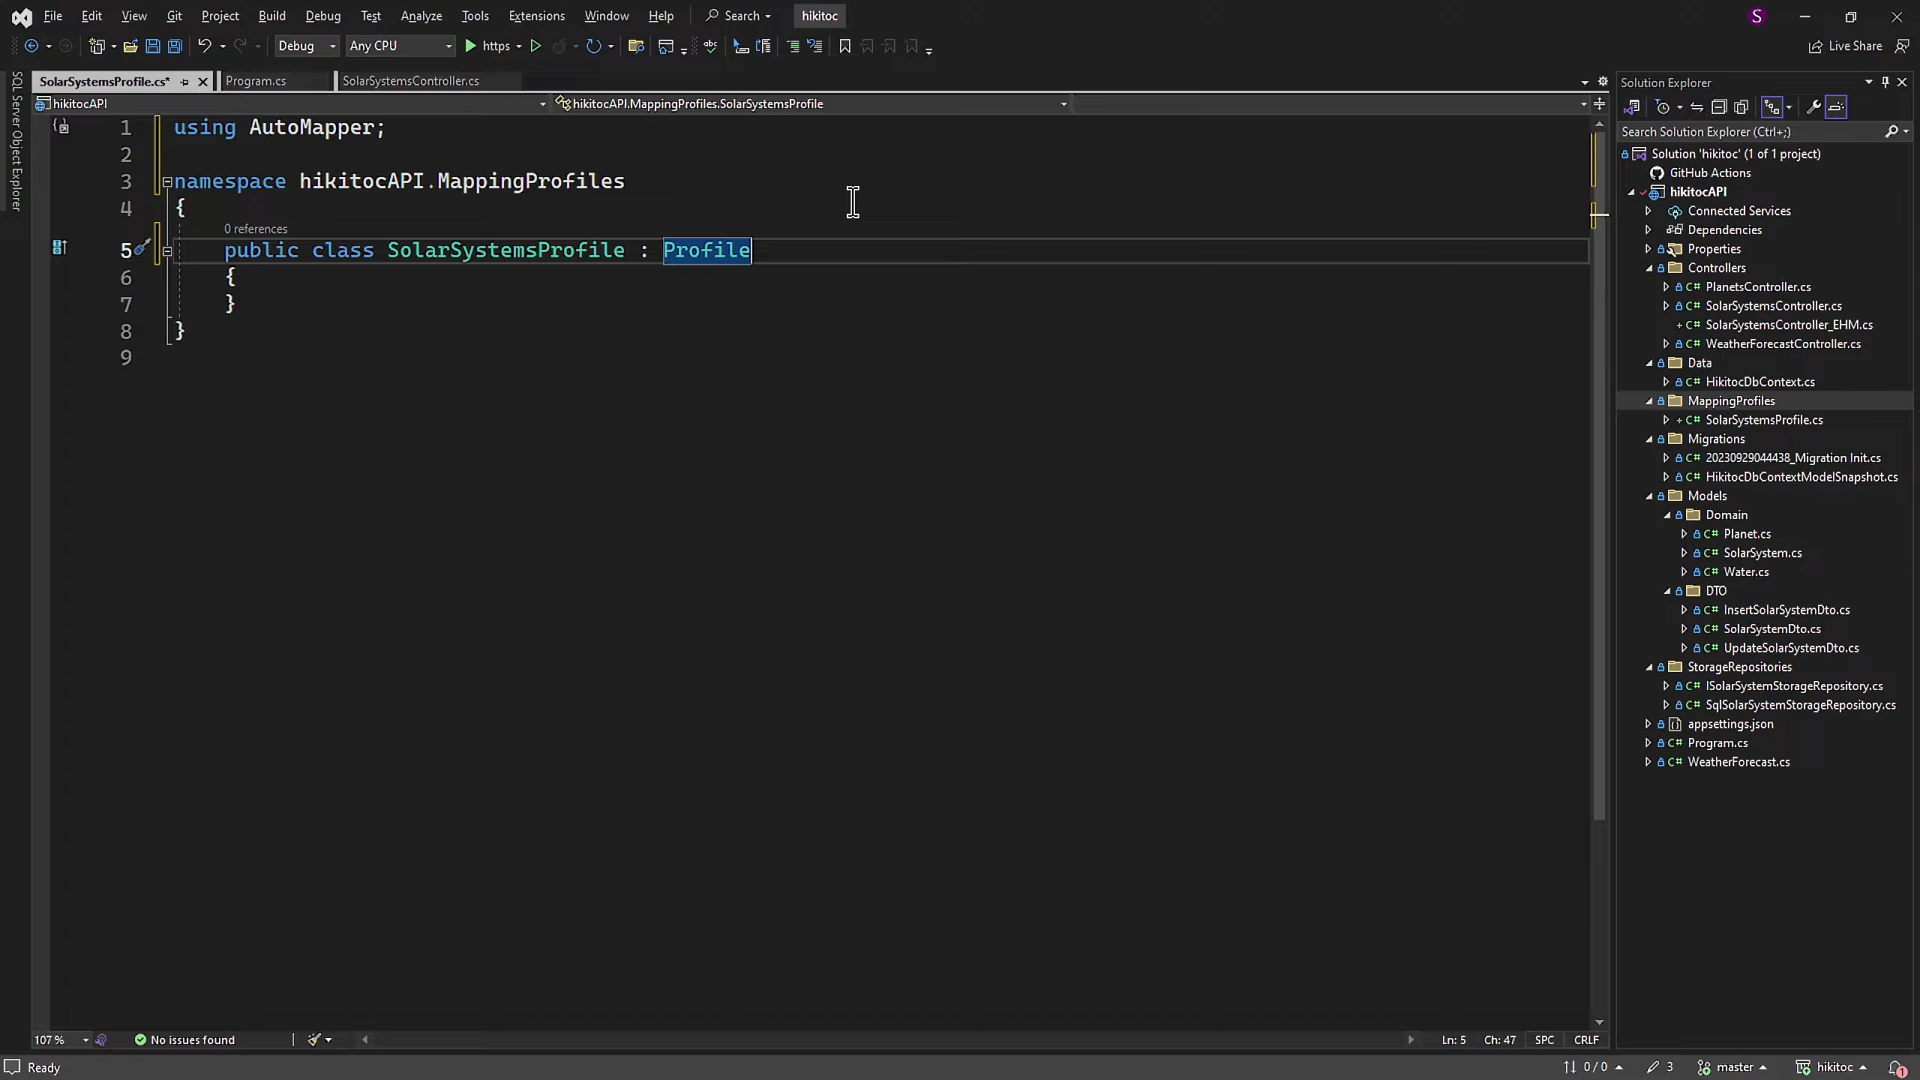 File Edit View Git Project Build Debug Test Analyze Tools Extensions Window Help Search hikitoc S
Debug Any CPU https Live Share
SQL Server Object Explorer
SolarSystemsProfile.cs* Program.cs SolarSystemsController.cs
hikitocAPI hikitocAPI.MappingProfiles.SolarSystemsProfile
1 using AutoMapper;
2
3 namespace hikitocAPI.MappingProfiles
4 {
0 references
5 public class SolarSystemsProfile : Profile
6 {
7 }
8 }
9
107 % No issues found Ln: 5 Ch: 47 SPC CRLF
Solution Explorer
Search Solution Explorer (Ctrl+;)
Solution 'hikitoc' (1 of 1 project)
GitHub Actions
hikitocAPI
Connected Services
Dependencies
Properties
Controllers
C# PlanetsController.cs
C# SolarSystemsController.cs
+ C# SolarSystemsController_EHM.cs
C# WeatherForecastController.cs
Data
C# HikitocDbContext.cs
MappingProfiles
+ C# SolarSystemsProfile.cs
Migrations
C# 20230929044438_Migration Init.cs
C# HikitocDbContextModelSnapshot.cs
Models
Domain
C# Planet.cs
C# SolarSystem.cs
C# Water.cs
DTO
C# InsertSolarSystemDto.cs
C# SolarSystemDto.cs
C# UpdateSolarSystemDto.cs
StorageRepositories
C# ISolarSystemStorageRepository.cs
C# SqlSolarSystemStorageRepository.cs
appsettings.json
C# Program.cs
C# WeatherForecast.cs
Ready 0 / 0 3 master hikitoc 1